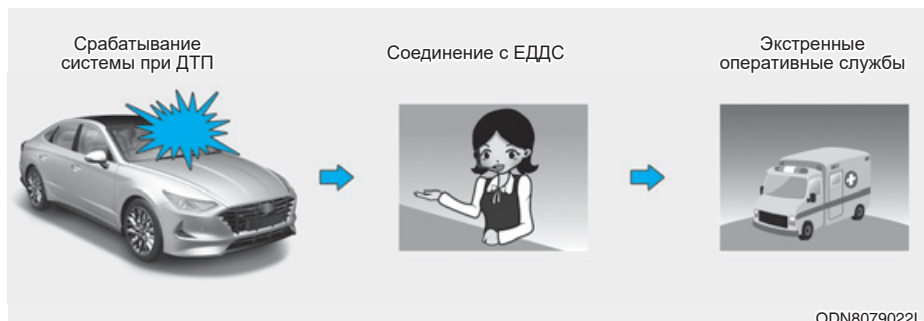 Срабатывание
системы при ДТП
Соединение с ЕДДС
Экстренные
оперативные службы
ODN8079022L